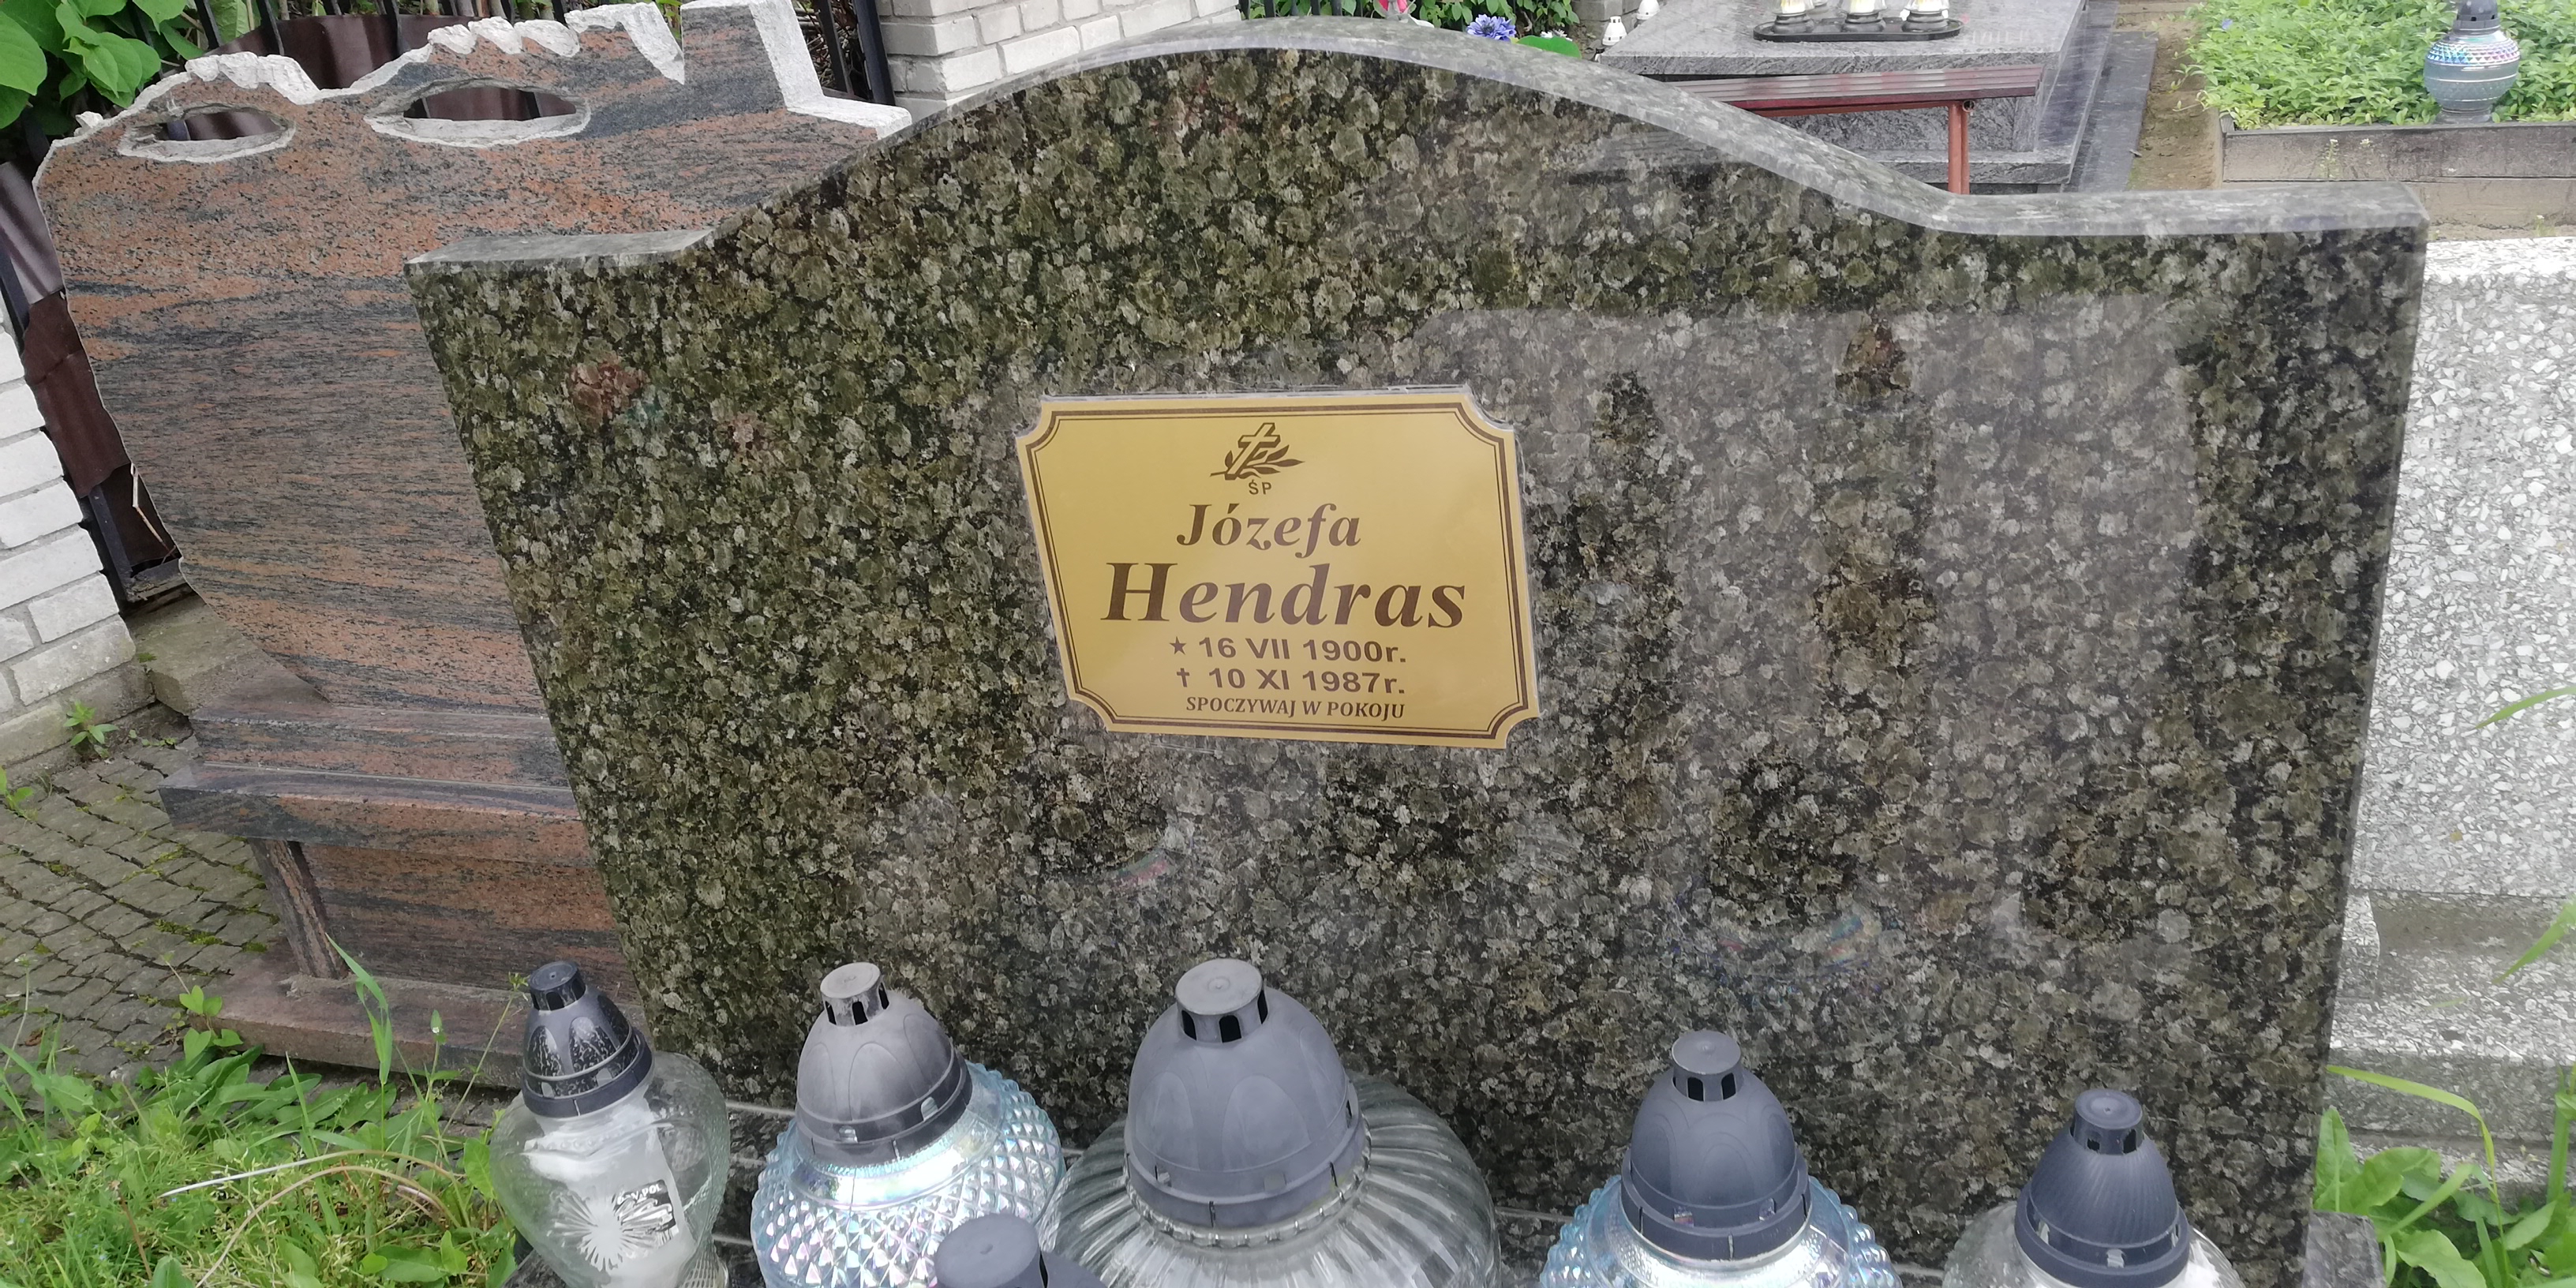 ŚP
Józefa
Hendras
★ 16 VII 1900r.
✝ 10 XI 1987r.
SPOCZYWAJ W POKOJU